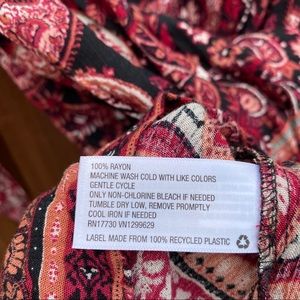 100% RAYON
MACHINE WASH COLD WITH LIKE COLORS
GENTLE CYCLE
ONLY NON-CHLORINE BLEACH IF NEEDED
TUMBLE DRY LOW, REMOVE PROMPTLY
COOL IRON IF NEEDED
RN17730 VN1299629
LABEL MADE FROM 100% RECYCLED PLASTIC